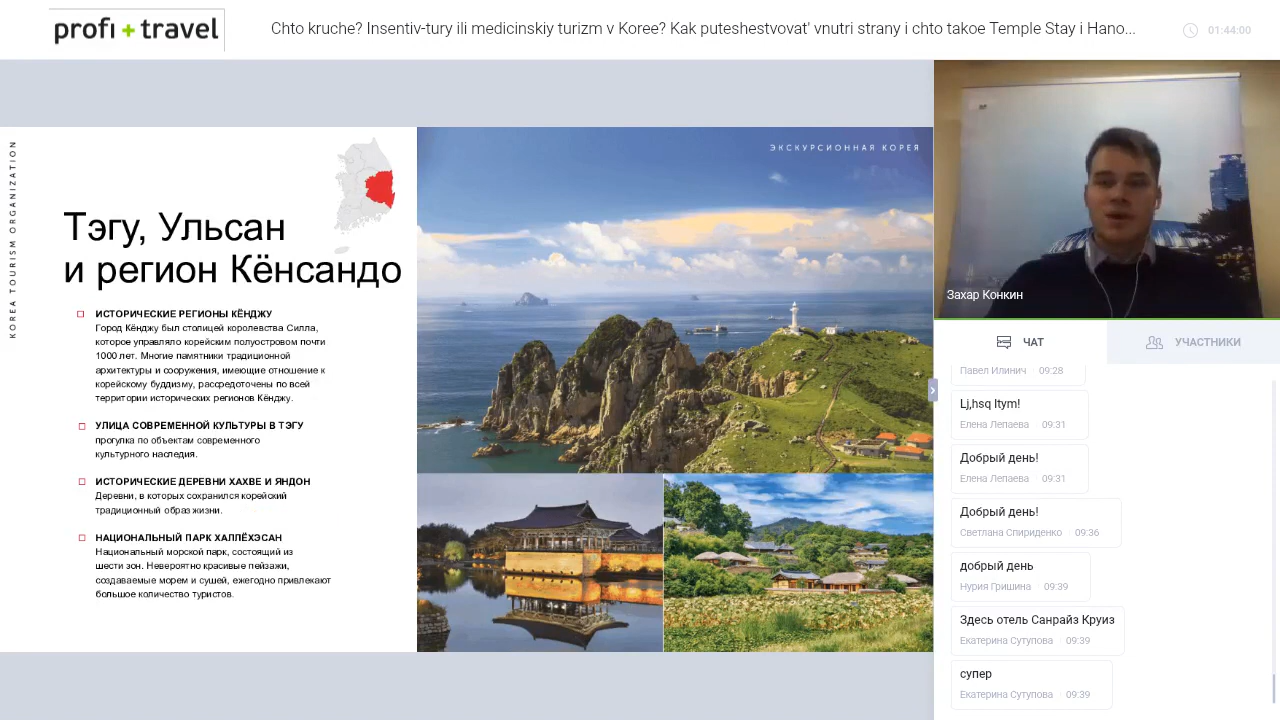 profi + travel
Chto kruche? Insentiv-tury ili medicinskiy turizm v Koree? Kak puteshestvovat' vnutri strany i chto takoe Temple Stay i Hano...
01:44:00
KOREA TOURISM ORGANIZATION
ЭКСКУРСИОННАЯ КОРЕЯ
Тэгу, Ульсан
и регион Кёнсандо
ИСТОРИЧЕСКИЕ РЕГИОНЫ КЁНДЖУ
Город Кёнджу был столицей королевства Силла,
которое управляло корейским полуостровом почти
1000 лет. Многие памятники традиционной
архитектуры и сооружения, имеющие отношение к
корейскому буддизму, рассредоточены по всей
территории исторических регионов Кёнджу.
УЛИЦА СОВРЕМЕННОЙ КУЛЬТУРЫ В ТЭГУ
прогулка по объектам современного
культурного наследия.
ИСТОРИЧЕСКИЕ ДЕРЕВНИ ХАХВЕ И ЯНДОН
Деревни, в которых сохранился корейский
традиционный образ жизни.
НАЦИОНАЛЬНЫЙ ПАРК ХАЛЛЁХЭСАН
Национальный морской парк, состоящий из
шести зон. Невероятно красивые пейзажи,
создаваемые морем и сушей, ежегодно привлекают
большое количество туристов.
Захар Конкин
ЧАТ
УЧАСТНИКИ
Павел Илинич 09:28
Lj,hsq ltym!
Елена Лепаева 09:31
Добрый день!
Елена Лепаева 09:31
Добрый день!
Светлана Спириденко 09:36
добрый день
Нурия Гришина 09:39
Здесь отель Санрайз Круиз
Екатерина Сутупова 09:39
супер
Екатерина Сутупова 09:39